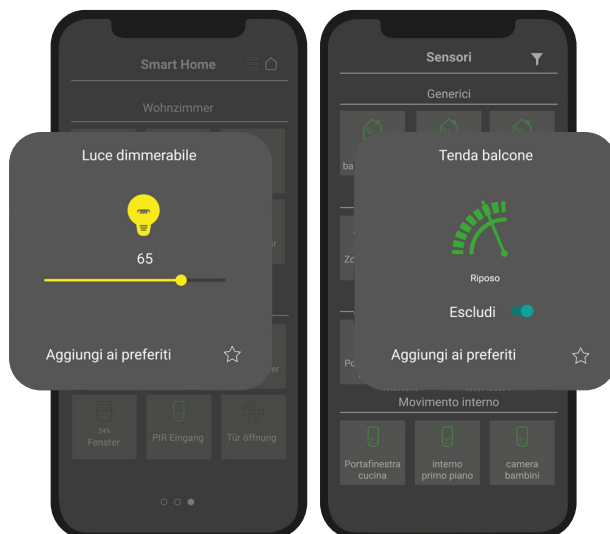 Smart Home
Wohnzimmer
Luce dimmerabile
65
Aggiungi ai preferiti
54%
Fenster
PIR Eingang
Tür öffnung
Sensori
Generici
Tenda balcone
Riposo
Escludi
Aggiungi ai preferiti
Movimento interno
Portafinestra
cucina
interno
primo piano
camera
bambini